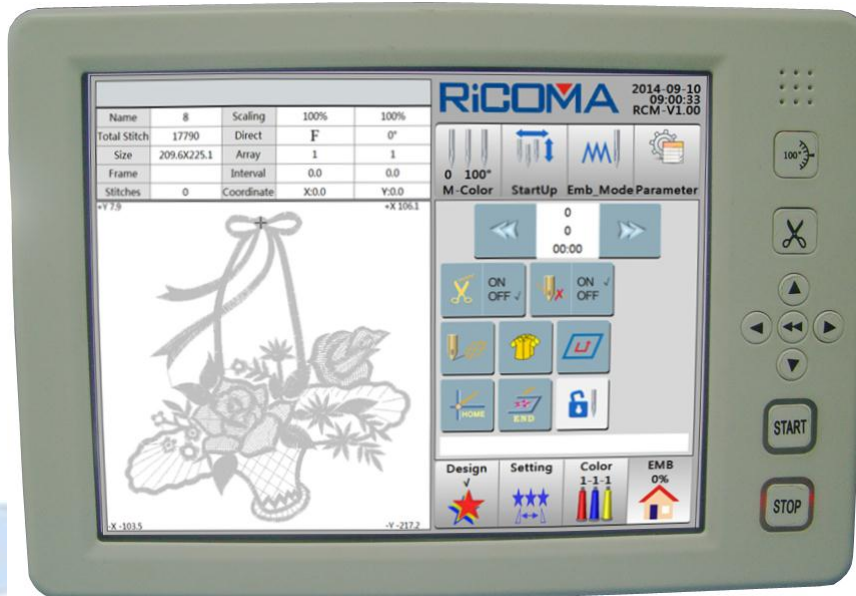 Name 8 Scaling 100% 100%
Total Stitch 17790 Direct F 0°
Size 209.6X225.1 Array 1 1
Frame Interval 0.0 0.0
Stitches 0 Coordinate X:0.0 Y:0.0
+Y 7.9 +X 106.1
-X -103.5 -Y -217.2
RiCOMA
2014-09-10
09:00:33
RCM-V1.00
0 100°
M-Color StartUp Emb_Mode Parameter
0
0
00:00
ON
OFF √
ON √
OFF
HOME
END
Design
√
Setting
Color
1-1-1
EMB
0%
100°
START
STOP